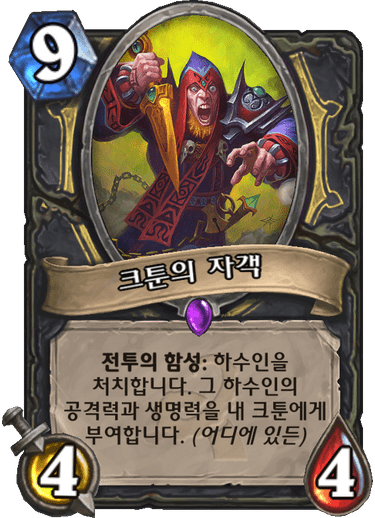 9
크툰의 자객
전투의 함성: 하수인을
처치합니다. 그 하수인의
공격력과 생명력을 내 크툰에게
부여합니다. (어디에 있든)
4
4